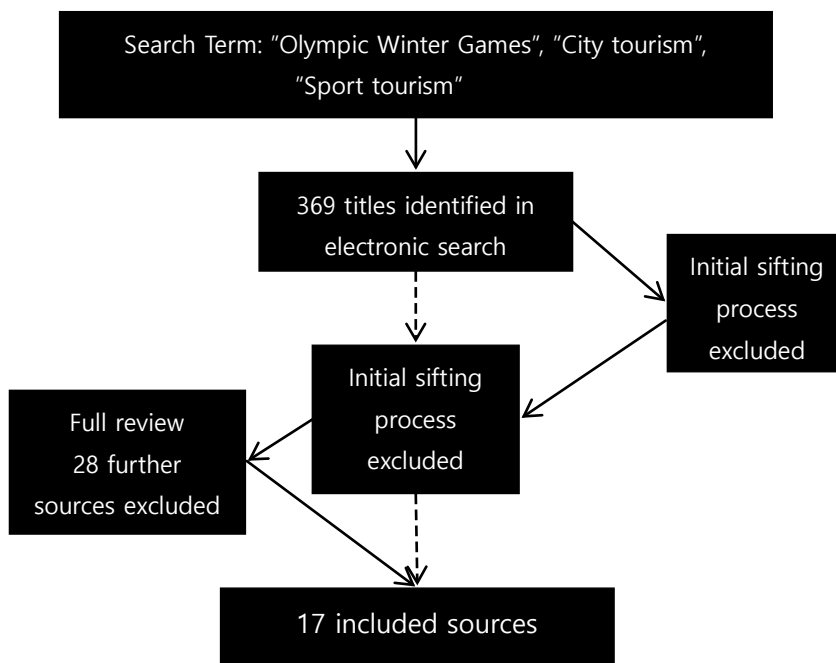 Search Term: "Olympic Winter Games", "City tourism",
"Sport tourism"
369 titles identified in
electronic search
Initial sifting
process
excluded
Initial sifting
process
excluded
Full review
28 further
sources excluded
17 included sources